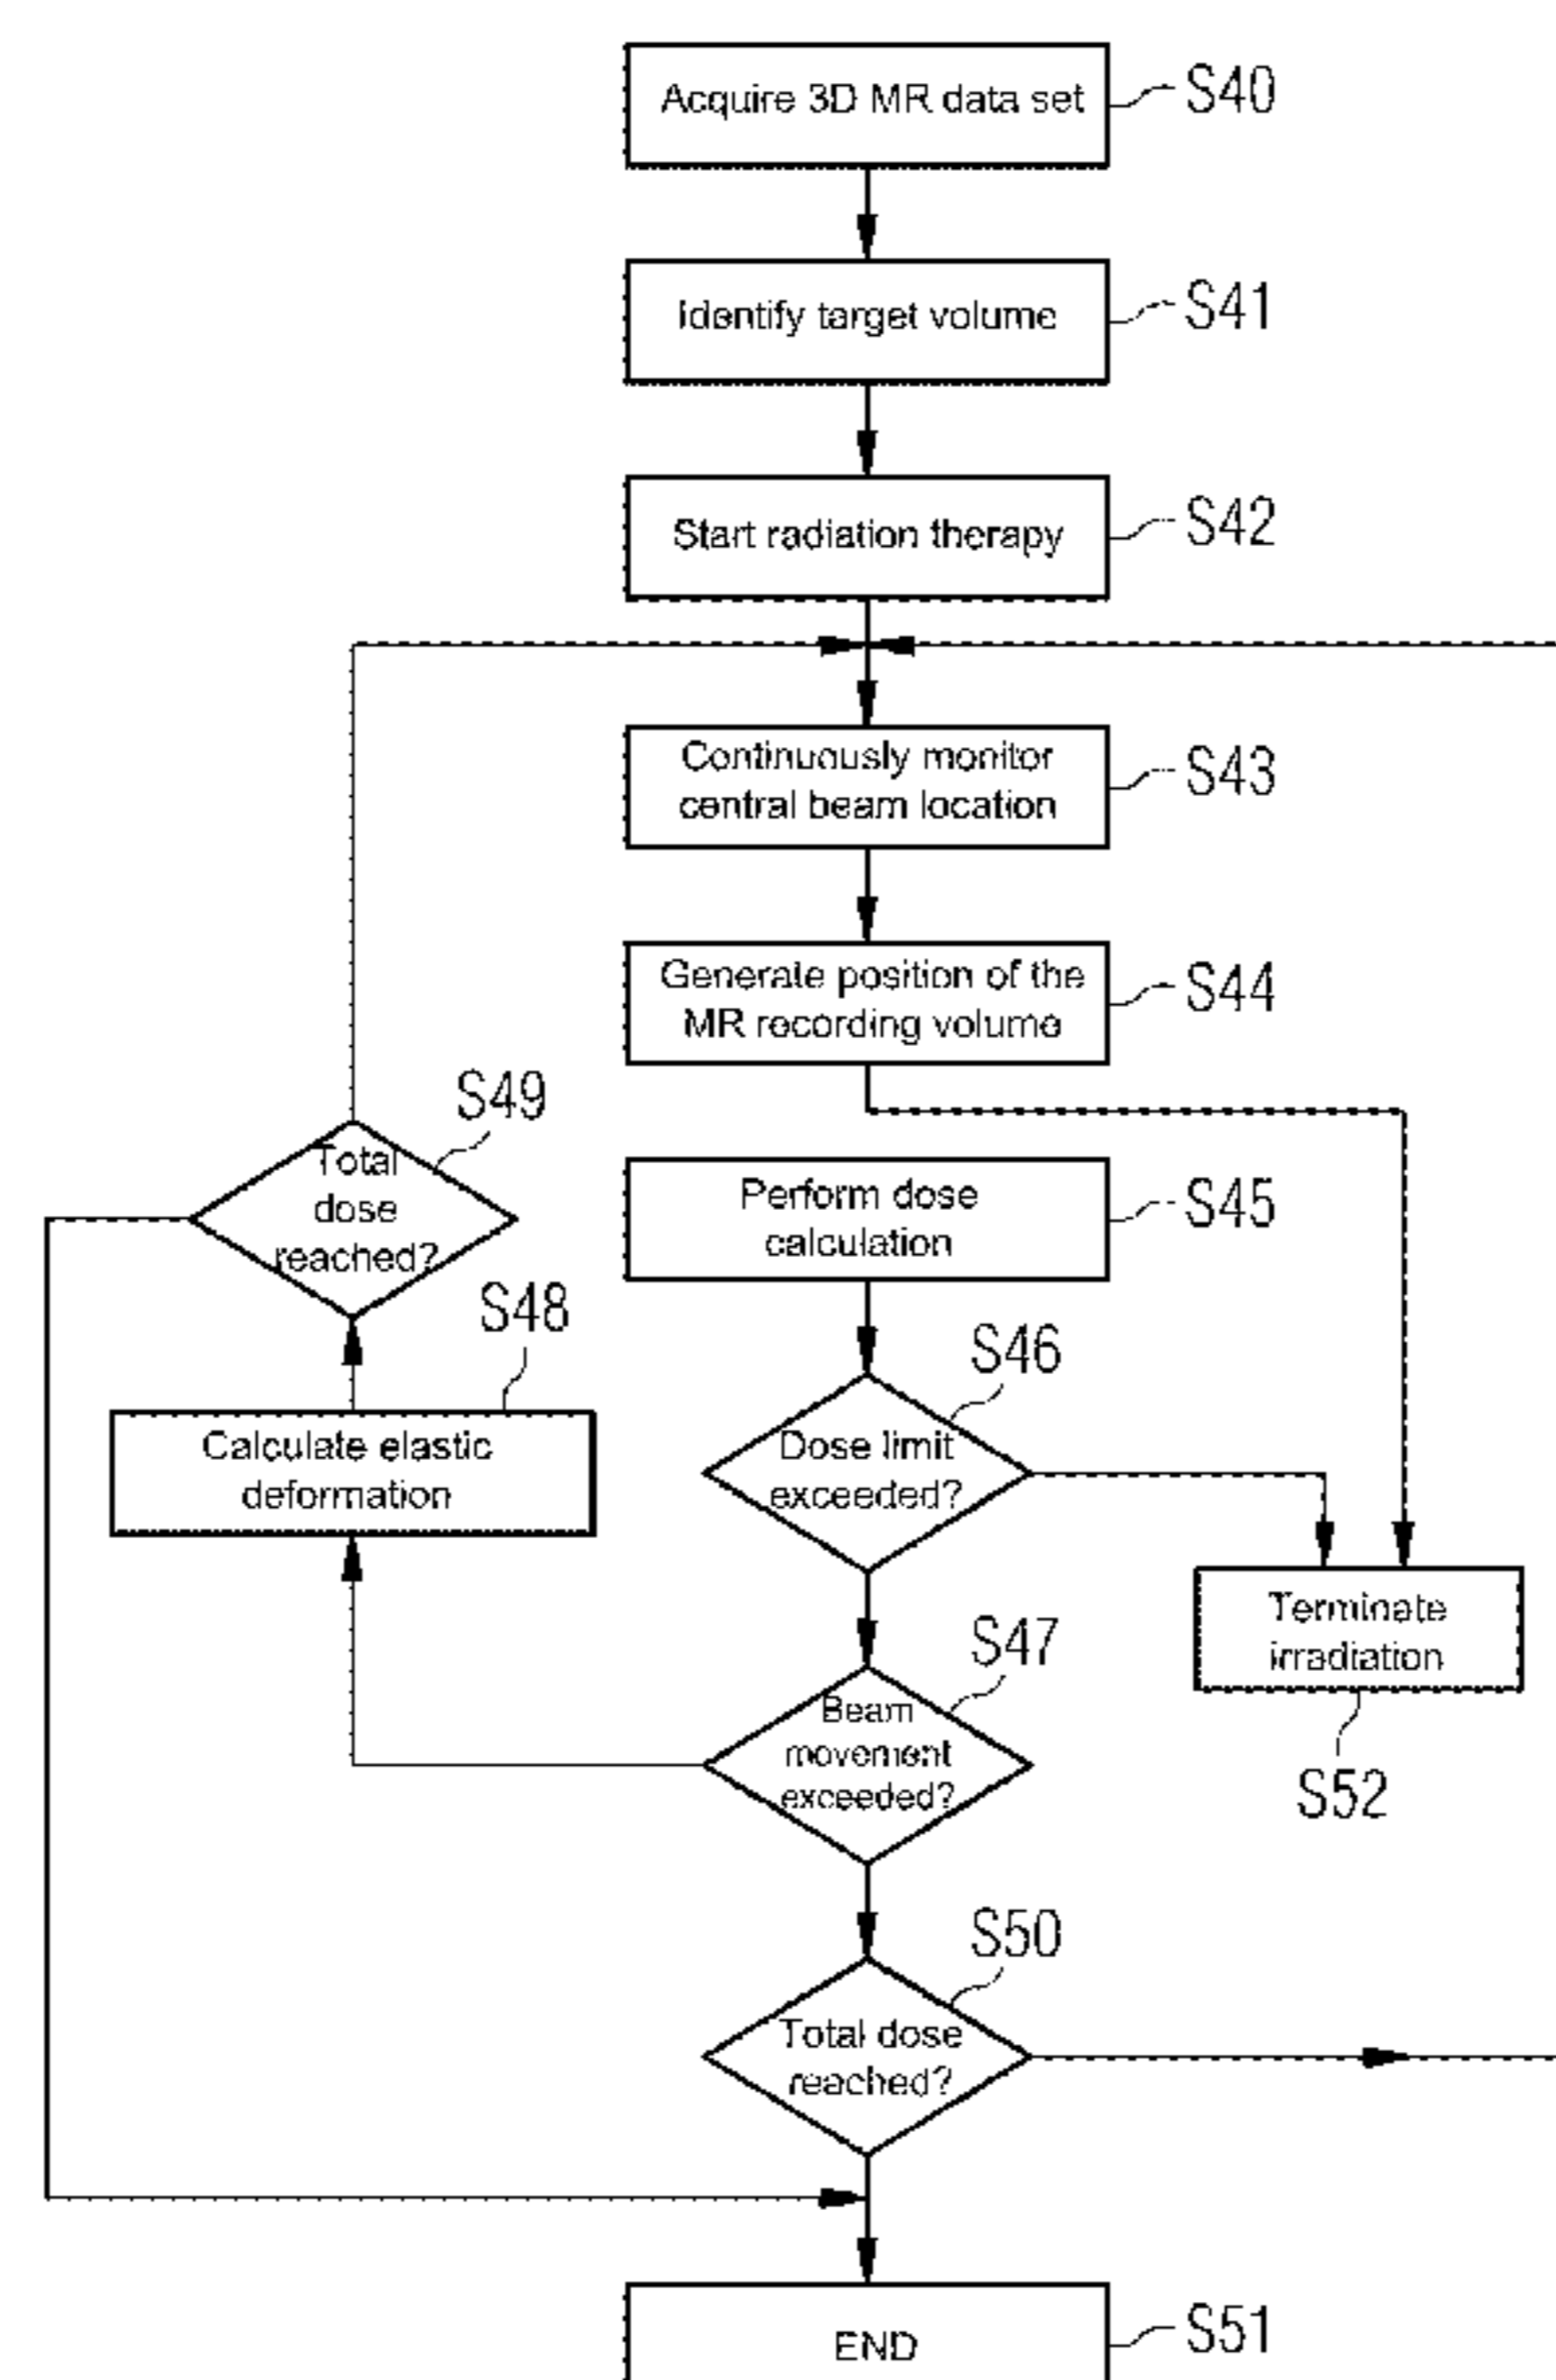 Acquire 3D MR data set
S40
Identify target volume
S41
Start radiation therapy
S42
Continuously monitor
central beam location
S43
Generate position of the
MR recording volume
S44
Total
dose
reached?
S49
Perform dose
calculation
S45
Calculate elastic
deformation
S48
Dose limit
exceeded?
S46
Terminate
irradiation
S52
Beam
movement
exceeded?
S47
Total dose
reached?
S50
END
S51